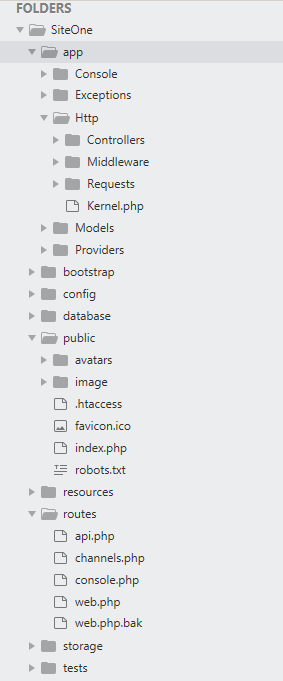 FOLDERS
SiteOne
app
Console
Exceptions
Http
Controllers
Middleware
Requests
Kernel.php
Models
Providers
bootstrap
config
database
public
avatars
image
.htaccess
favicon.ico
index.php
robots.txt
resources
routes
api.php
channels.php
console.php
web.php
web.php.bak
storage
tests